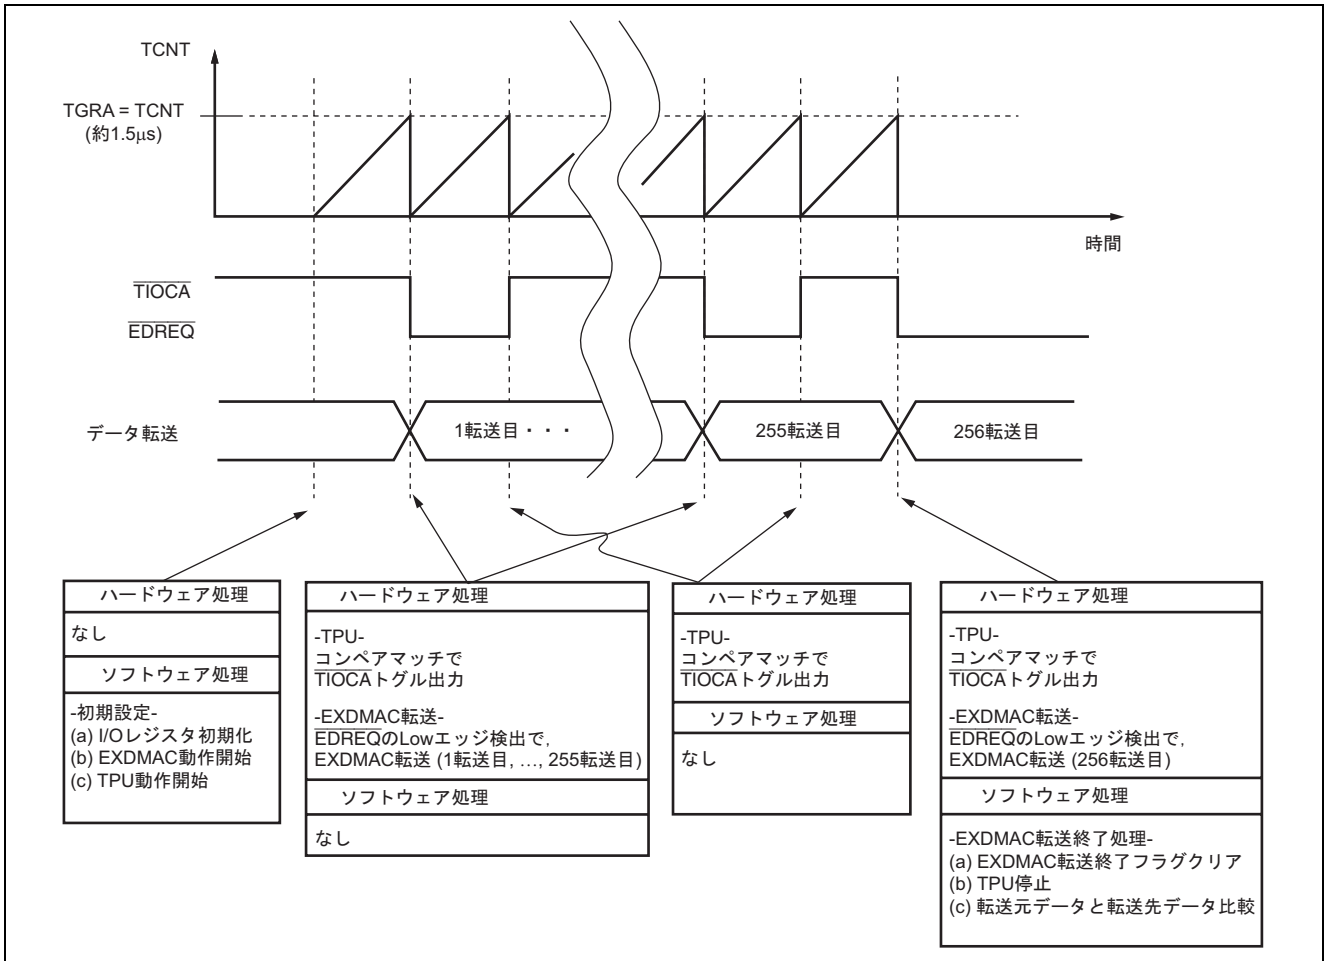 TCNT
TGRA = TCNT
(約1.5μs)
時間
TIOCA
EDREQ
データ転送
1転送目・・・
255転送目
256転送目
ハードウェア処理
なし
ソフトウェア処理
-初期設定-
(a) I/Oレジスタ初期化
(b) EXDMAC動作開始
(c) TPU動作開始
ハードウェア処理
-TPU-
コンペアマッチで
TIOCAトグル出力
-EXDMAC転送-
EDREQのLowエッジ検出で,
EXDMAC転送 (1転送目, …, 255転送目)
ソフトウェア処理
なし
ハードウェア処理
-TPU-
コンペアマッチで
TIOCAトグル出力
ソフトウェア処理
なし
ハードウェア処理
-TPU-
コンペアマッチで
TIOCAトグル出力
-EXDMAC転送-
EDREQのLowエッジ検出で,
EXDMAC転送 (256転送目)
ソフトウェア処理
-EXDMAC転送終了処理-
(a) EXDMAC転送終了フラグクリア
(b) TPU停止
(c) 転送元データと転送先データ比較